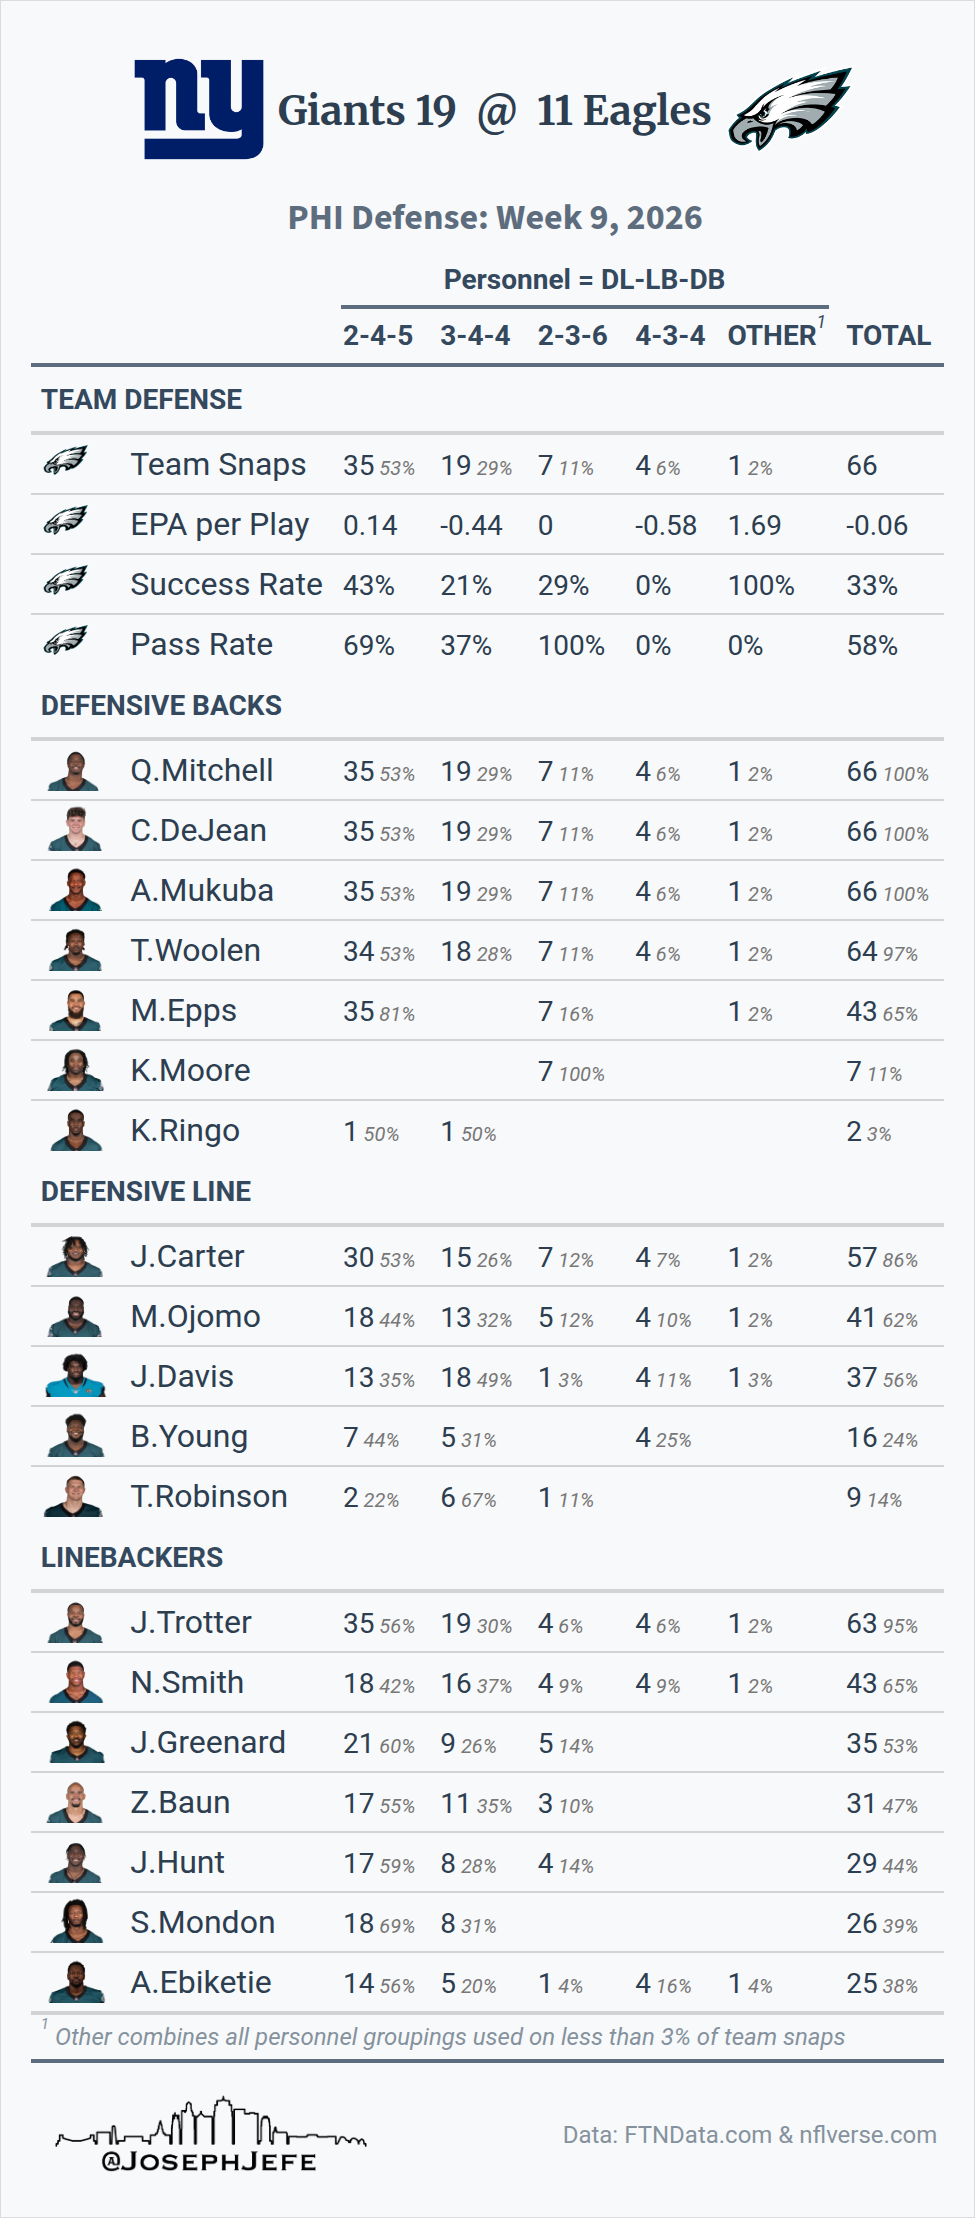 ny
Giants 19 @ 11 Eagles
PHI Defense: Week 9, 2026
Personnel = DL-LB-DB
2-4-5 3-4-4 2-3-6 4-3-4 OTHER1 TOTAL
TEAM DEFENSE
Team Snaps 35 53% 19 29% 7 11% 4 6% 1 2% 66
EPA per Play 0.14 -0.44 0 -0.58 1.69 -0.06
Success Rate 43% 21% 29% 0% 100% 33%
Pass Rate 69% 37% 100% 0% 0% 58%
DEFENSIVE BACKS
Q.Mitchell 35 53% 19 29% 7 11% 4 6% 1 2% 66 100%
C.DeJean 35 53% 19 29% 7 11% 4 6% 1 2% 66 100%
A.Mukuba 35 53% 19 29% 7 11% 4 6% 1 2% 66 100%
T.Woolen 34 53% 18 28% 7 11% 4 6% 1 2% 64 97%
M.Epps 35 81% 7 16% 1 2% 43 65%
K.Moore 7 100% 7 11%
K.Ringo 1 50% 1 50% 2 3%
DEFENSIVE LINE
J.Carter 30 53% 15 26% 7 12% 4 7% 1 2% 57 86%
M.Ojomo 18 44% 13 32% 5 12% 4 10% 1 2% 41 62%
J.Davis 13 35% 18 49% 1 3% 4 11% 1 3% 37 56%
B.Young 7 44% 5 31% 4 25% 16 24%
T.Robinson 2 22% 6 67% 1 11% 9 14%
LINEBACKERS
J.Trotter 35 56% 19 30% 4 6% 4 6% 1 2% 63 95%
N.Smith 18 42% 16 37% 4 9% 4 9% 1 2% 43 65%
J.Greenard 21 60% 9 26% 5 14% 35 53%
Z.Baun 17 55% 11 35% 3 10% 31 47%
J.Hunt 17 59% 8 28% 4 14% 29 44%
S.Mondon 18 69% 8 31% 26 39%
A.Ebiketie 14 56% 5 20% 1 4% 4 16% 1 4% 25 38%
1 Other combines all personnel groupings used on less than 3% of team snaps
@JOSEPHJEFE
Data: FTNData.com & nflverse.com